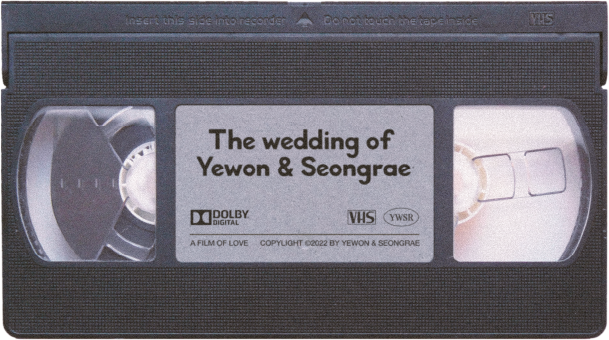 Insert this side into recorder Do not touch the tape inside VHS
The wedding of
Yewon & Seongrae
DOLBY
DIGITAL
VHS YWSR
A FILM OF LOVE COPYLIGHT ©2022 BY YEWON & SEONGRAE